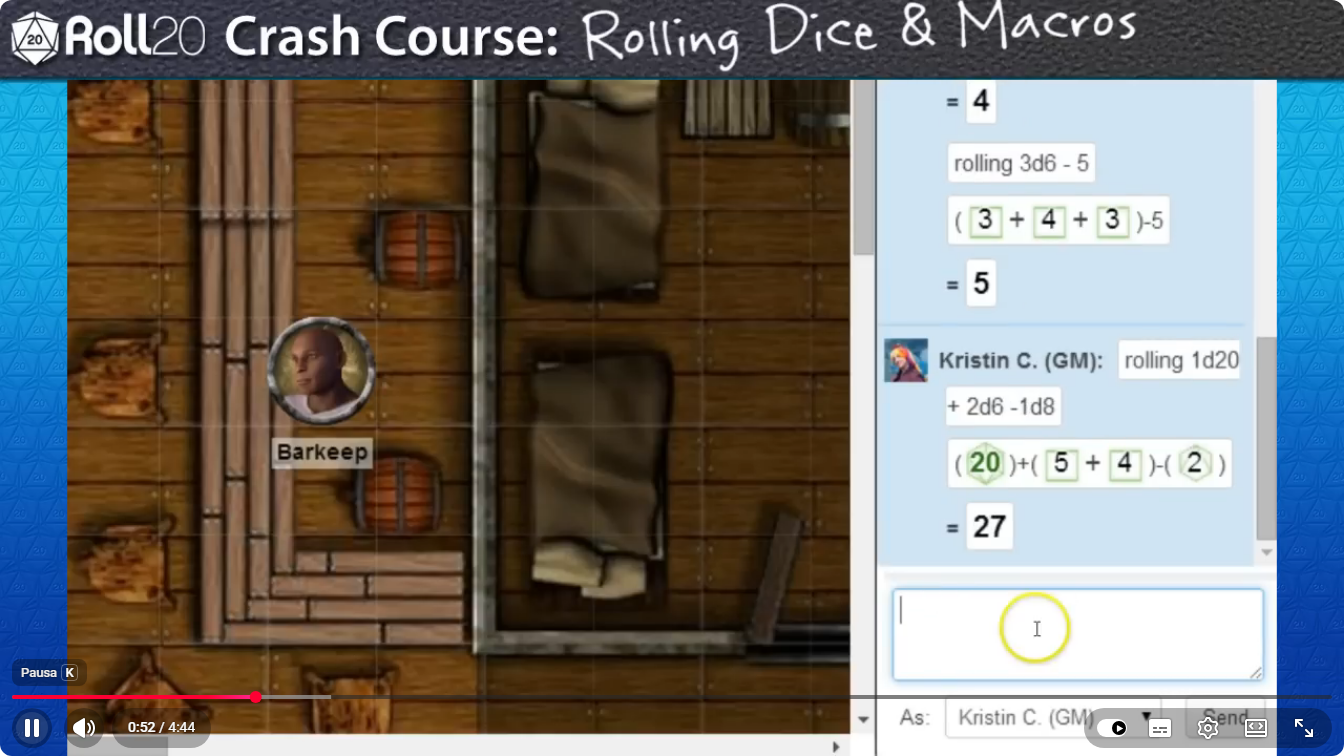 20 Roll20 Crash Course: Rolling Dice & Macros
= 4
rolling 3d6 - 5
( 3 + 4 + 3 )-5
= 5
Kristin C. (GM): rolling 1d20
+ 2d6 -1d8
( 20 )+( 5 + 4 )-( 2 )
= 27
Barkeep
Pausa K
0:52 / 4:44
As: Kristin C. (GM) Send